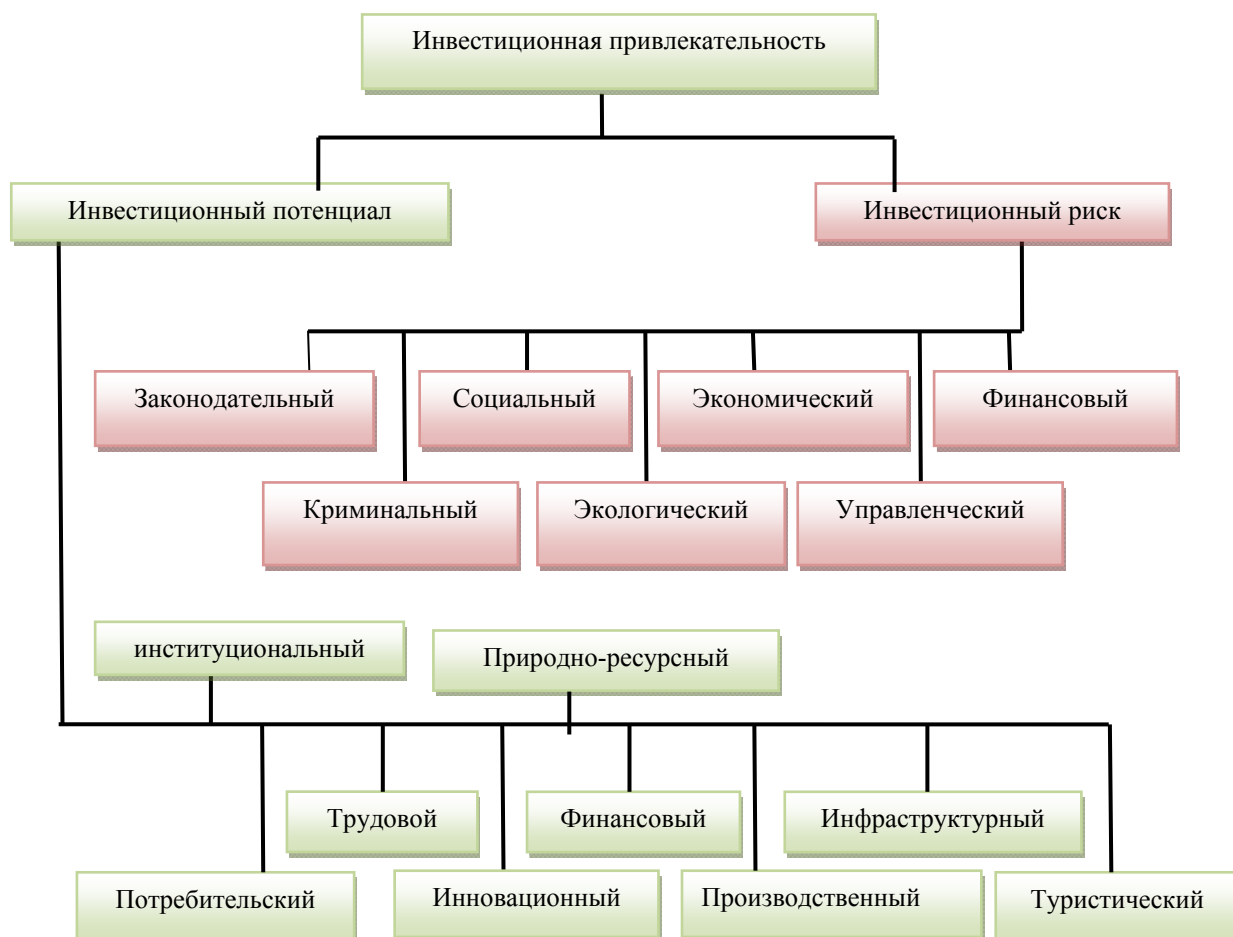 Инвестиционная привлекательность
Инвестиционный потенциал
Инвестиционный риск
Законодательный
Социальный
Экономический
Финансовый
Криминальный
Экологический
Управленческий
институциональный
Природно-ресурсный
Трудовой
Финансовый
Инфраструктурный
Потребительский
Инновационный
Производственный
Туристический